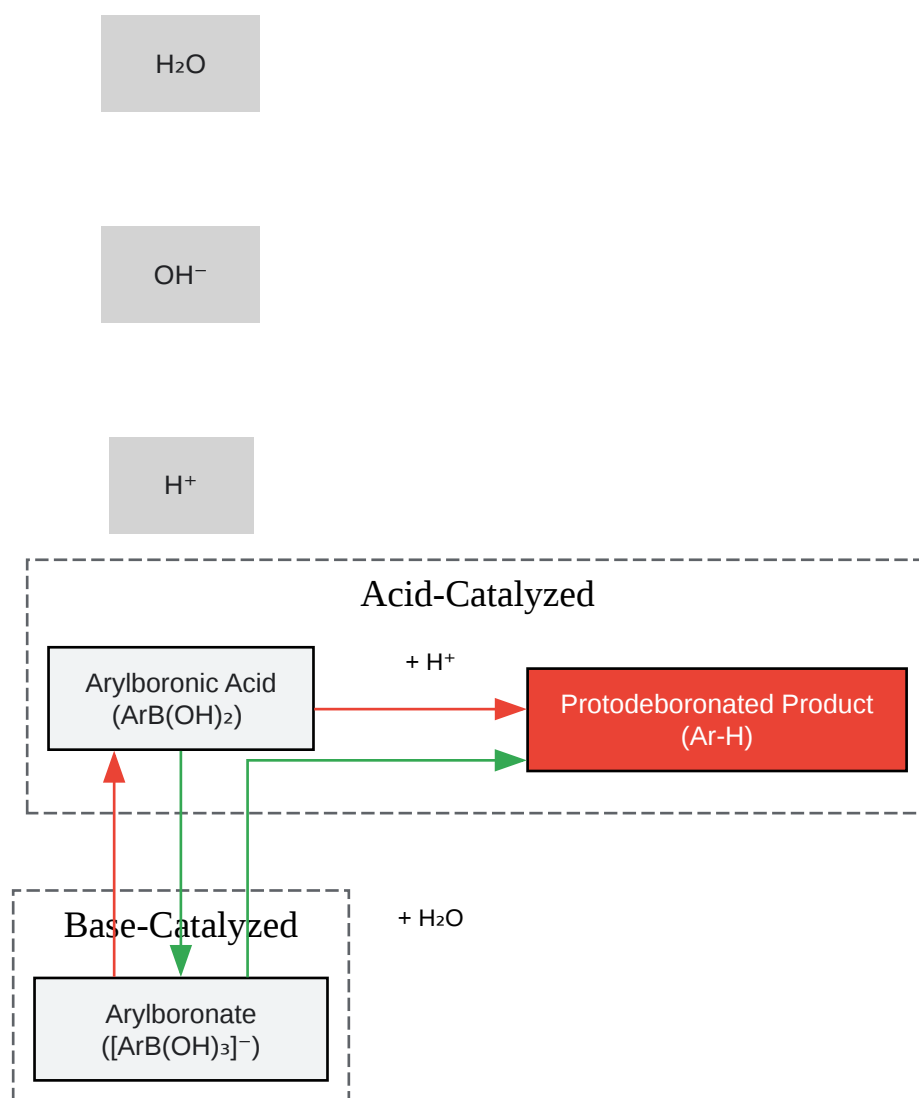 H₂O
OH⁻
H⁺
Acid-Catalyzed
+ H⁺
Arylboronic Acid
(ArB(OH)₂)
Protodeboronated Product
(Ar-H)
Base-Catalyzed
+ H₂O
Arylboronate
([ArB(OH)₃]⁻)